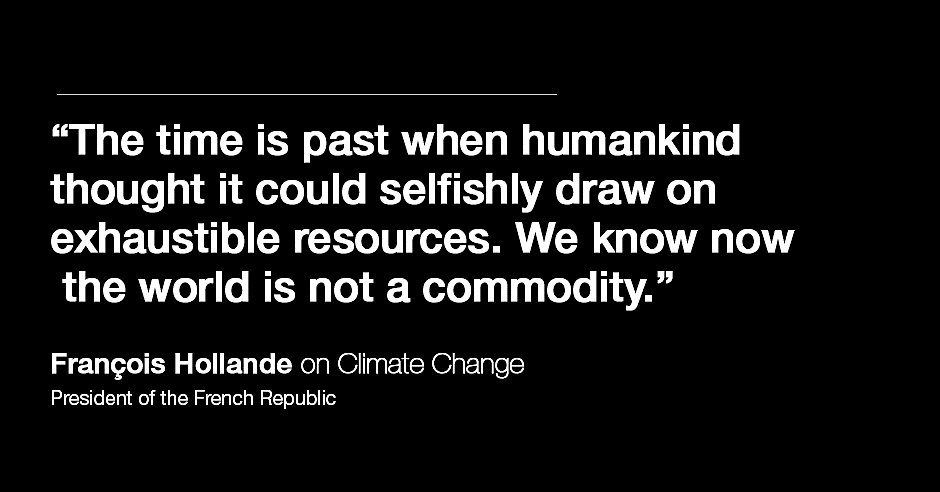 “The time is past when humankind
thought it could selfishly draw on
exhaustible resources. We know now
the world is not a commodity.”
François Hollande on Climate Change
President of the French Republic